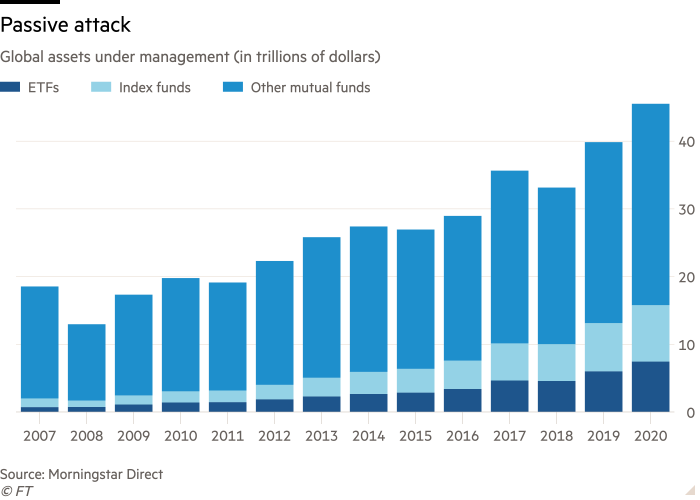 Passive attack
Global assets under management (in trillions of dollars)
ETFs Index funds Other mutual funds
40
30
20
10
0
2007 2008 2009 2010 2011 2012 2013 2014 2015 2016 2017 2018 2019 2020
Source: Morningstar Direct
© FT